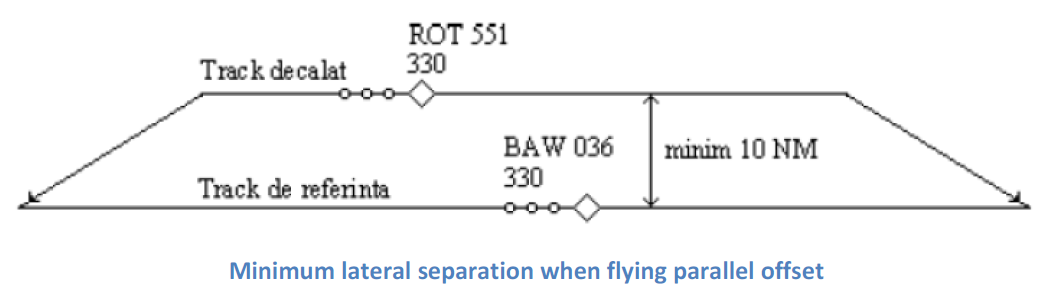 ROT 551
330
Track decalat
BAW 036
330
minim 10 NM
Track de referinta
Minimum lateral separation when flying parallel offset